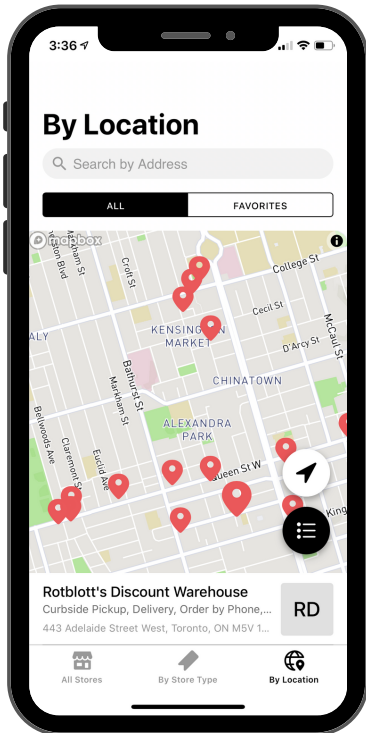 3:36
By Location
Search by Address
ALL
FAVORITES
mapbox
Markham St
Croft St
College St
Cecil St
McCaul St
D'Arcy St
KENSINGTON
MARKET
ALY
CHINATOWN
Bathurst St
Markham St
ALEXANDRA
PARK
Bellwoods Ave
Claremont St
Euclid Ave
Queen St W
King
Rotblott's Discount Warehouse
Curbside Pickup, Delivery, Order by Phone,...
443 Adelaide Street West, Toronto, ON M5V 1...
RD
All Stores
By Store Type
By Location